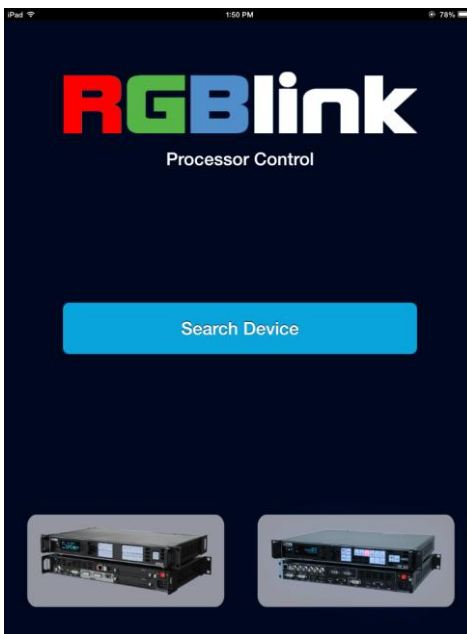 iPad 1:50 PM 78%
RGBlink
Processor Control
Search Device